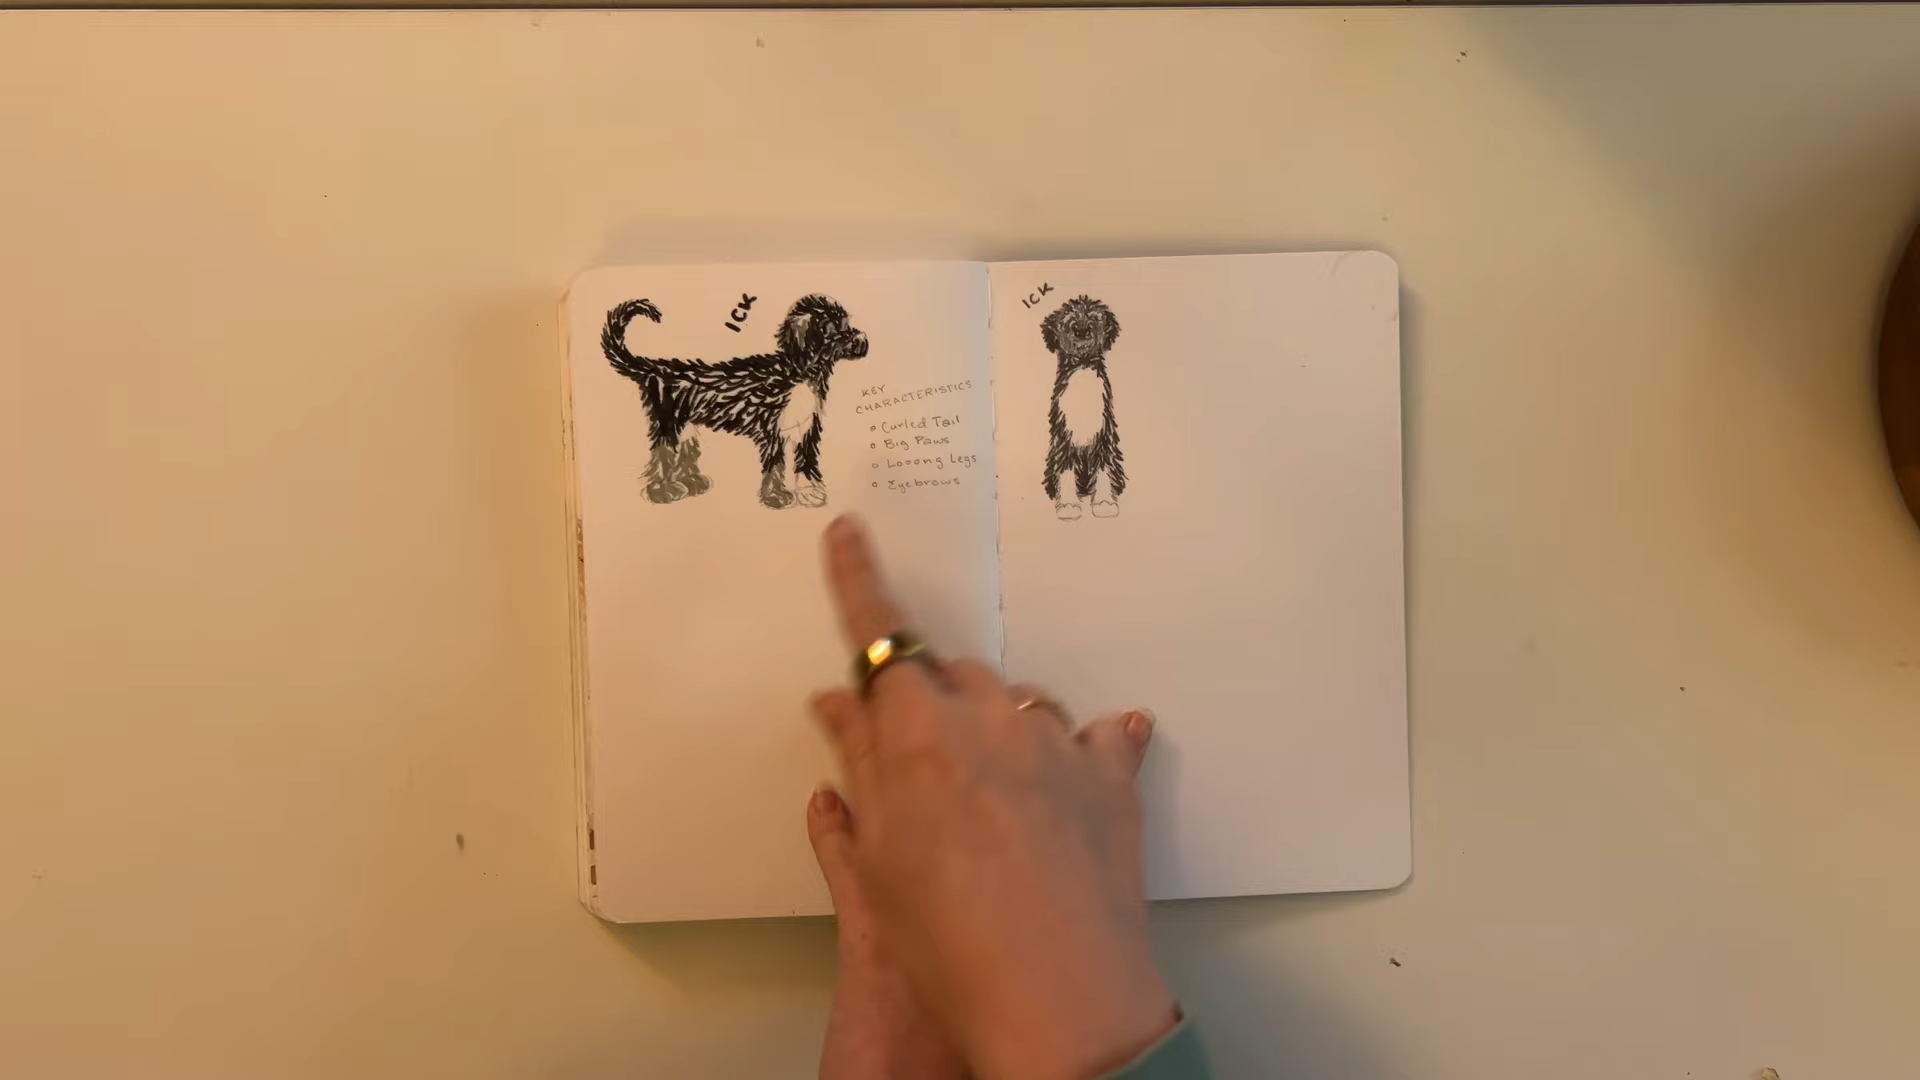 ICK
KEY
CHARACTERISTICS
Curled Tail
Big Paws
Looong Legs
Eyebrows
ICK